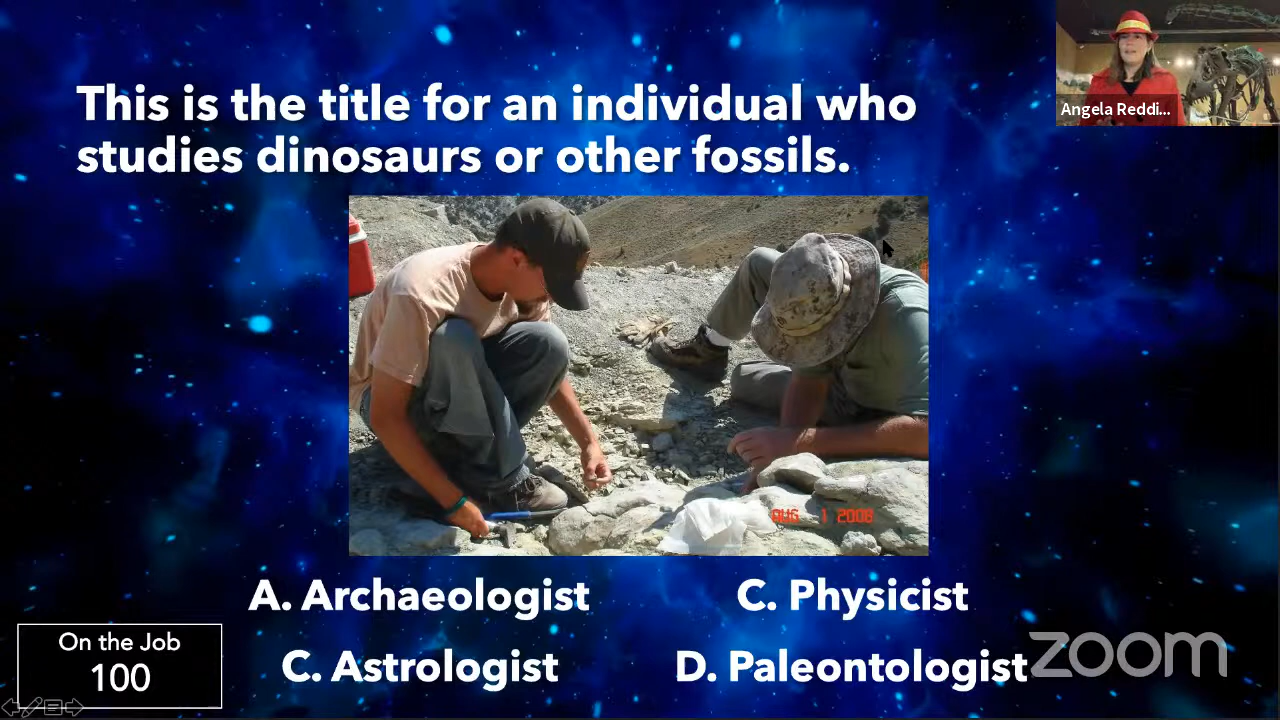 This is the title for an individual who
studies dinosaurs or other fossils.
Angela Reddi...
AUG 1 2008
A. Archaeologist
C. Physicist
C. Astrologist
D. Paleontologist
On the Job
100
zoom